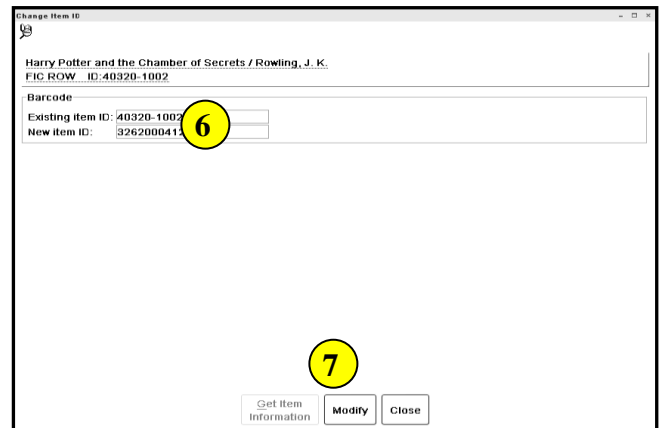 Change Item ID
Harry Potter and the Chamber of Secrets / Rowling, J. K.
FIC ROW ID:40320-1002
Barcode
Existing item ID: 40320-1002
6
New item ID:
7
Get Item Information
Modify
Close